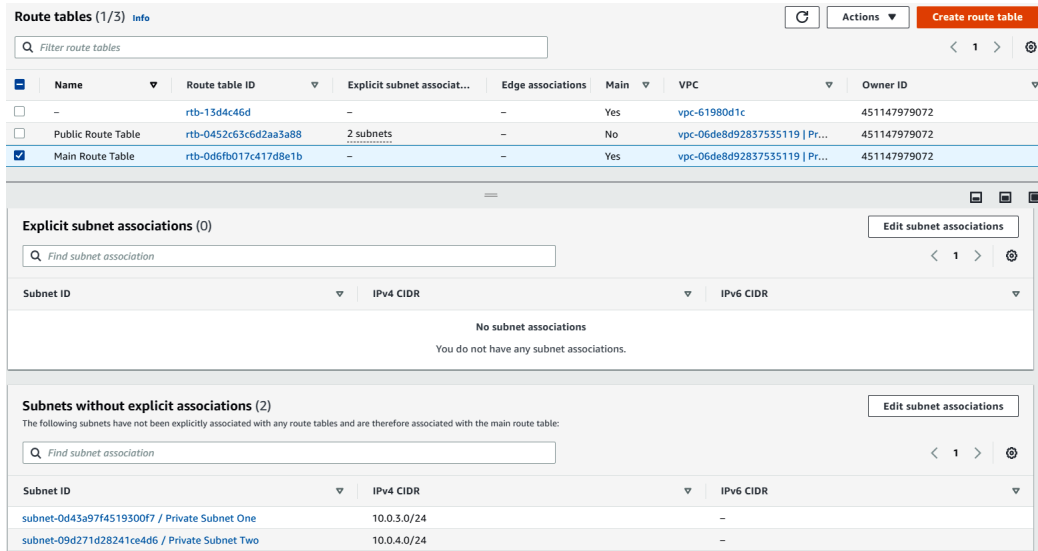 Route tables (1/3) Info
Actions
Create route table
Filter route tables
1
Name Route table ID Explicit subnet associat... Edge associations Main VPC Owner ID
– rtb-13d4c46d – – Yes vpc-61980d1c 451147979072
Public Route Table rtb-0452c63c6d2aa3a88 2 subnets – No vpc-06de8d92837535119 | Pr... 451147979072
Main Route Table rtb-0d6fb017c417d8e1b – – Yes vpc-06de8d92837535119 | Pr... 451147979072
Explicit subnet associations (0)
Edit subnet associations
Find subnet association
1
Subnet ID IPv4 CIDR IPv6 CIDR
No subnet associations
You do not have any subnet associations.
Subnets without explicit associations (2)
Edit subnet associations
The following subnets have not been explicitly associated with any route tables and are therefore associated with the main route table:
Find subnet association
1
Subnet ID IPv4 CIDR IPv6 CIDR
subnet-0d43a97f4519300f7 / Private Subnet One 10.0.3.0/24 –
subnet-09d271d28241ce4d6 / Private Subnet Two 10.0.4.0/24 –